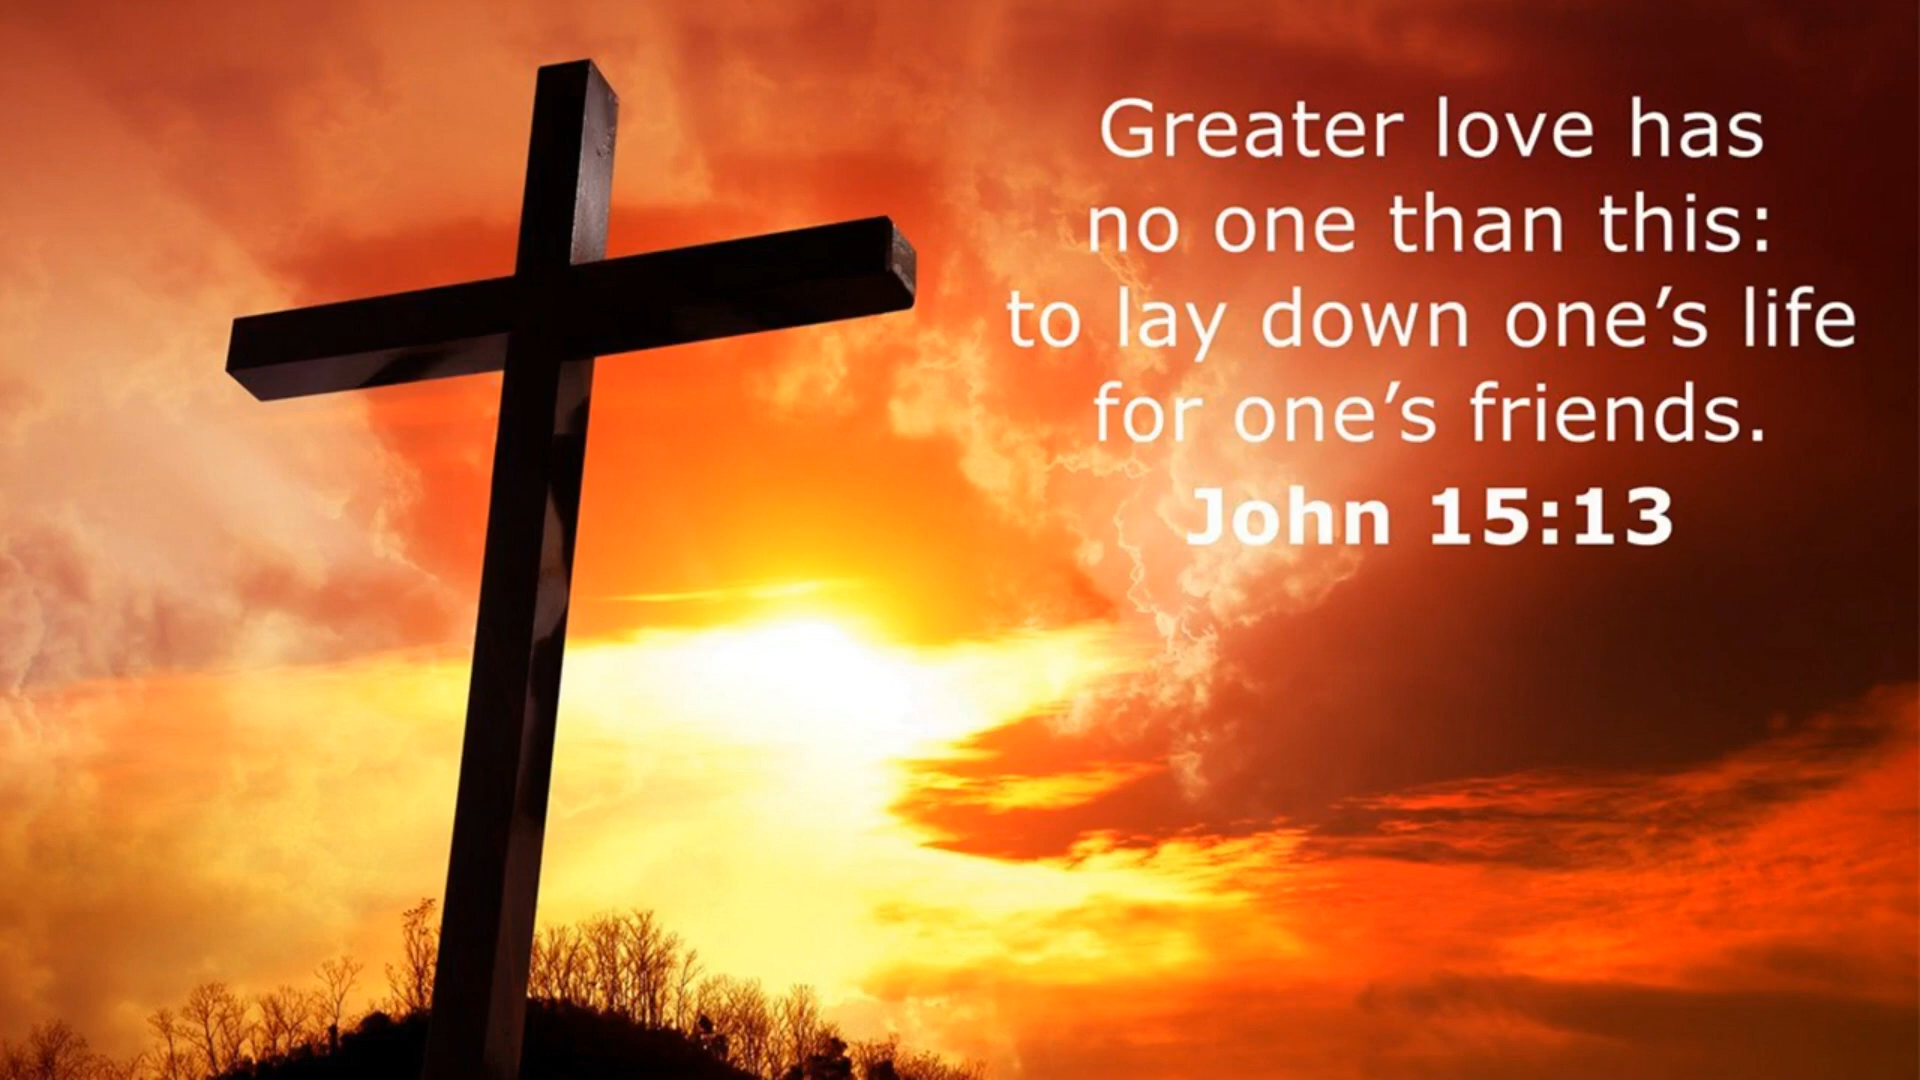 Greater love has
no one than this:
to lay down one’s life
for one’s friends.
John 15:13